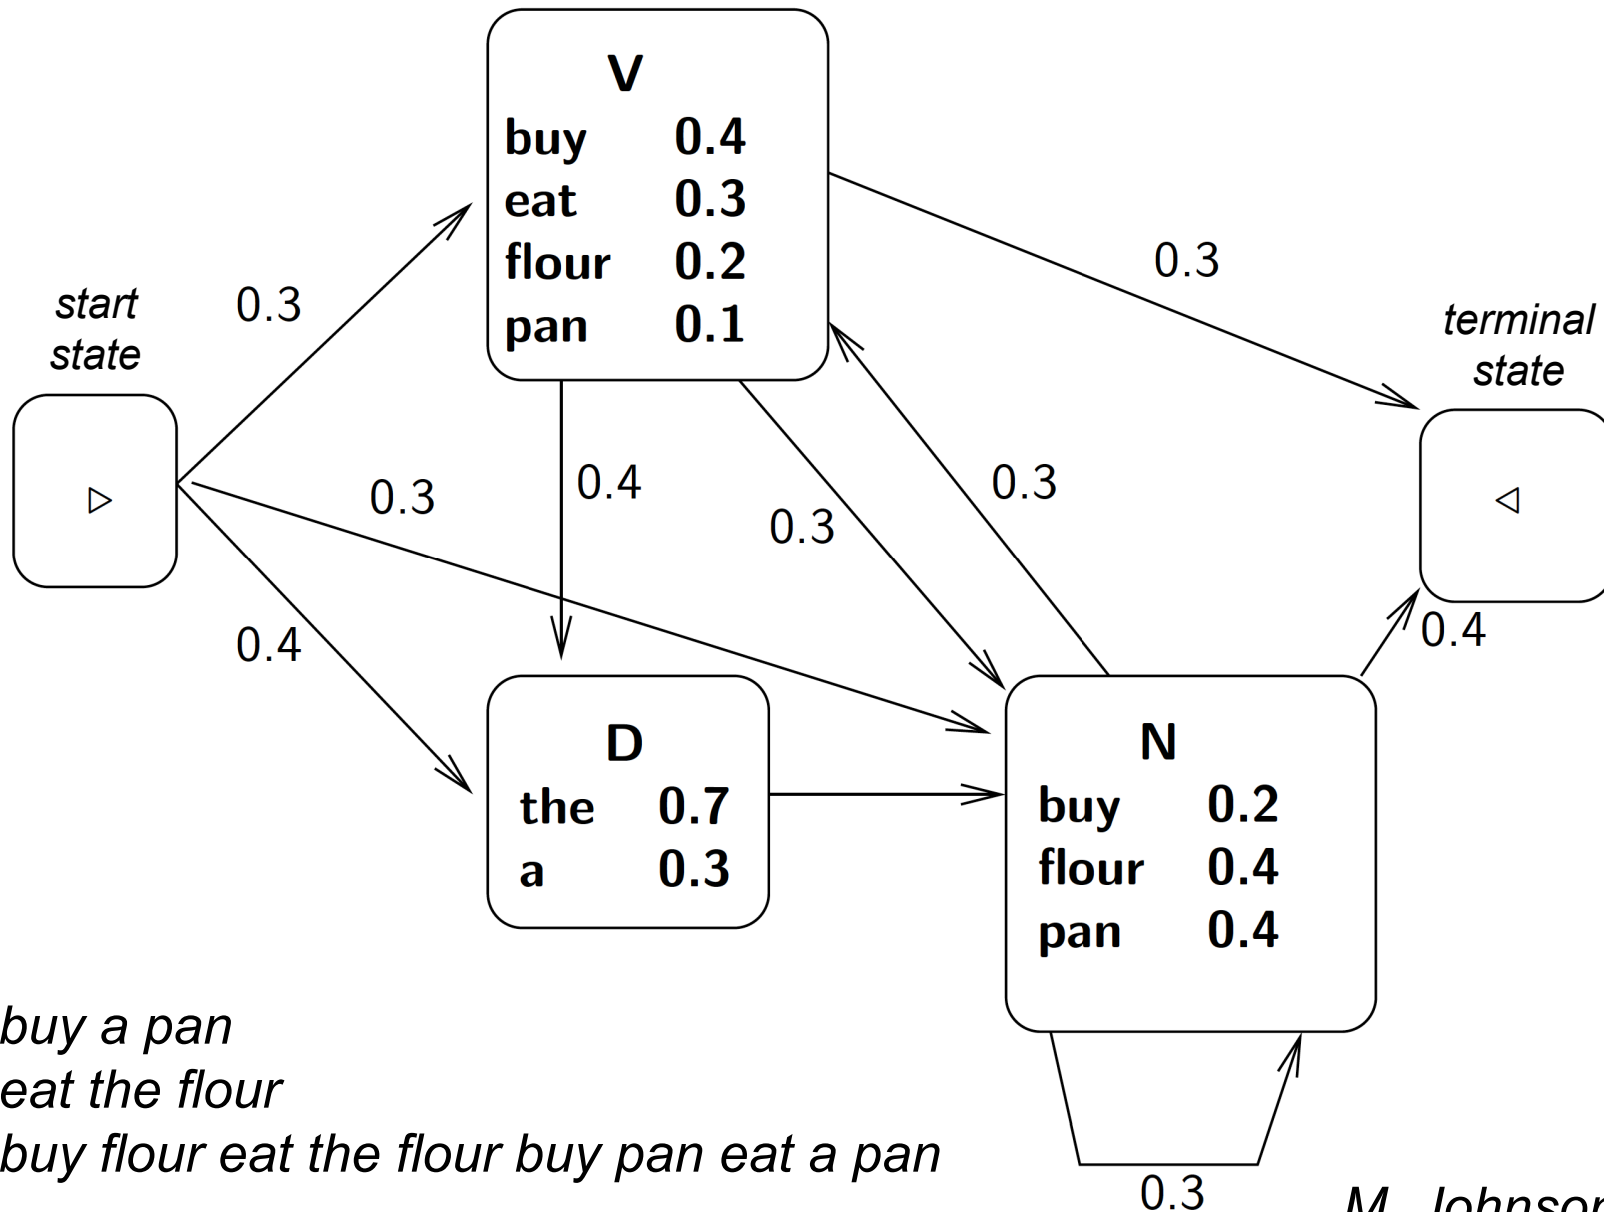 V
buy 0.4
eat 0.3
flour 0.2
pan 0.1
start
state
▷
0.3
0.3
0.4
0.4
0.3
0.3
0.3
terminal
state
◁
0.4
D
the 0.7
a 0.3
N
buy 0.2
flour 0.4
pan 0.4
0.3
buy a pan
eat the flour
buy flour eat the flour buy pan eat a pan
M. Johnson